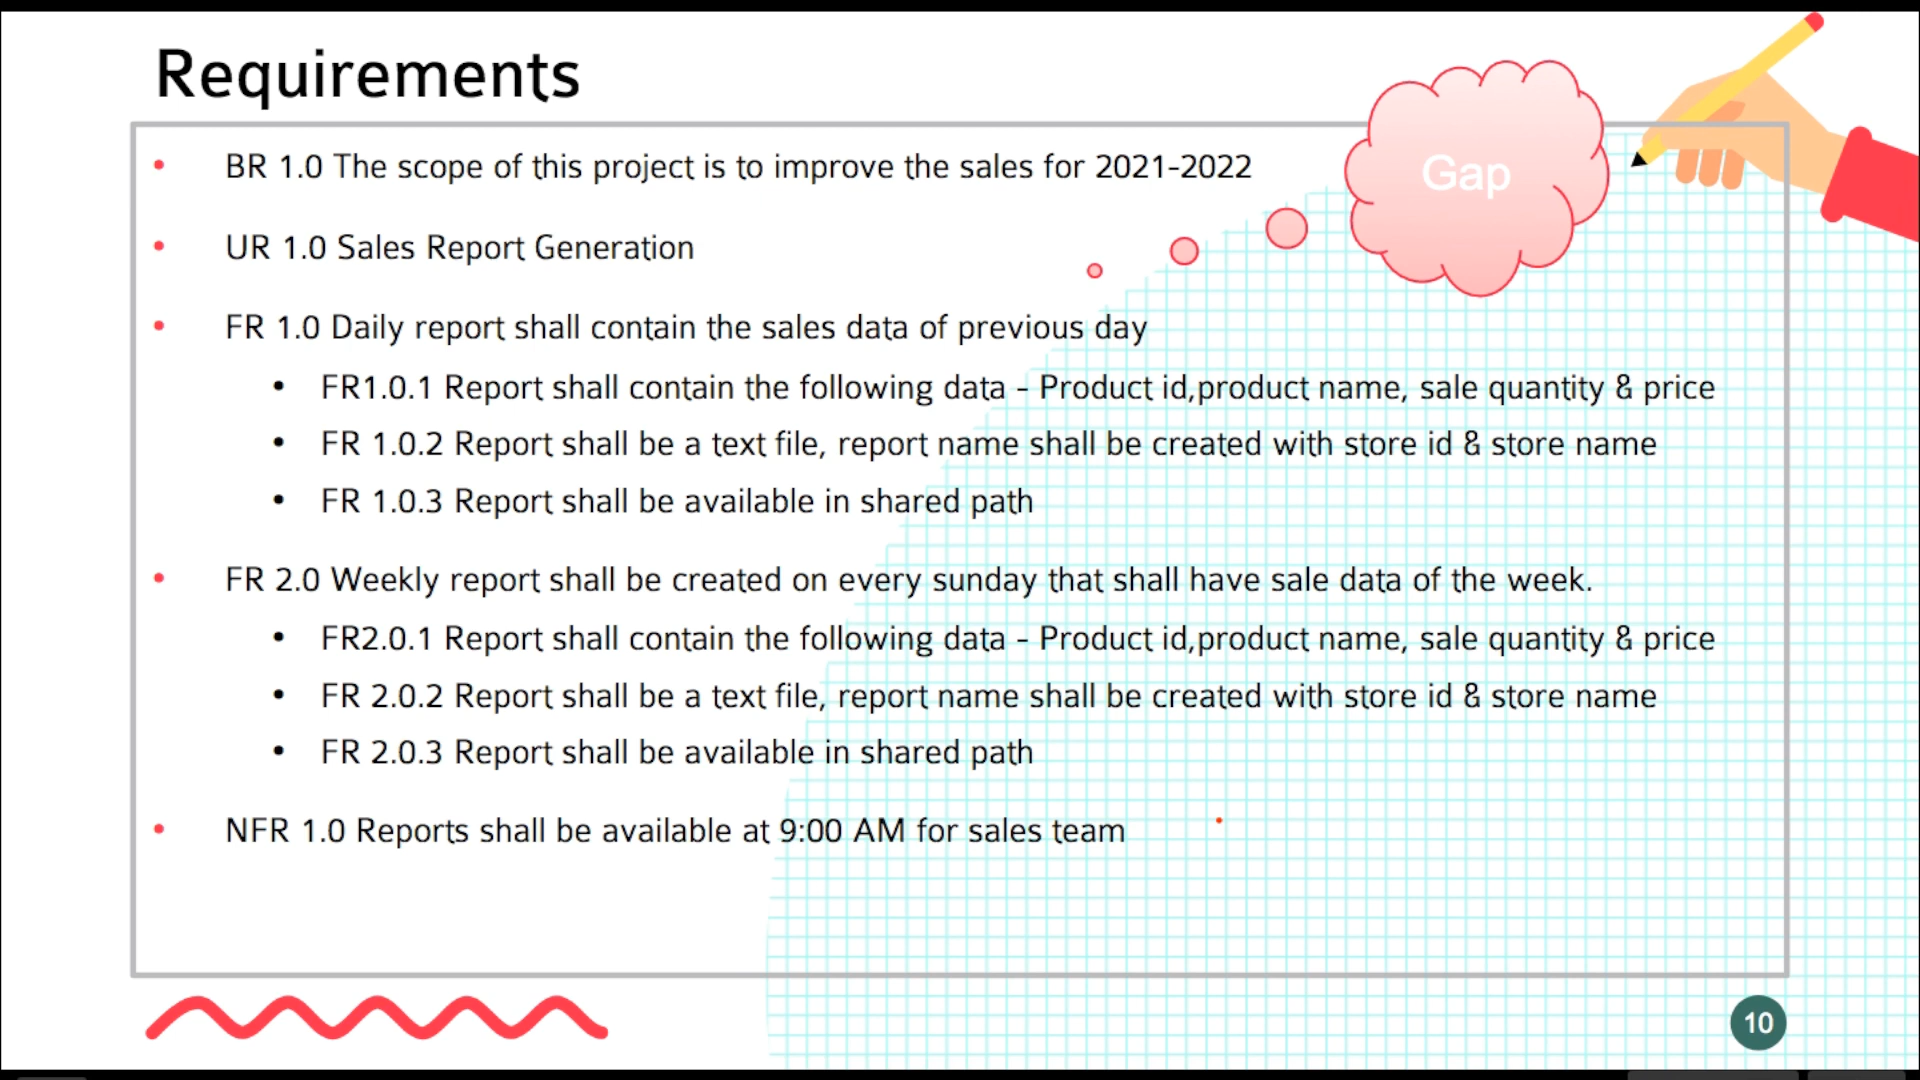 Requirements
Gap
BR 1.0 The scope of this project is to improve the sales for 2021-2022
UR 1.0 Sales Report Generation
FR 1.0 Daily report shall contain the sales data of previous day
FR1.0.1 Report shall contain the following data - Product id,product name, sale quantity & price
FR 1.0.2 Report shall be a text file, report name shall be created with store id & store name
FR 1.0.3 Report shall be available in shared path
FR 2.0 Weekly report shall be created on every sunday that shall have sale data of the week.
FR2.0.1 Report shall contain the following data - Product id,product name, sale quantity & price
FR 2.0.2 Report shall be a text file, report name shall be created with store id & store name
FR 2.0.3 Report shall be available in shared path
NFR 1.0 Reports shall be available at 9:00 AM for sales team
10